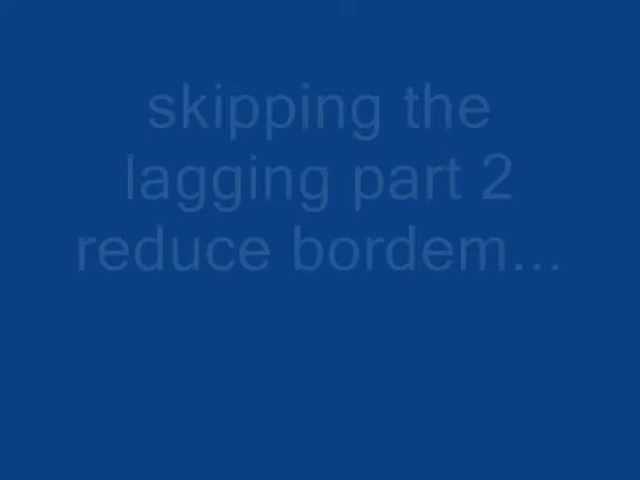 skipping the
lagging part 2
reduce bordem...